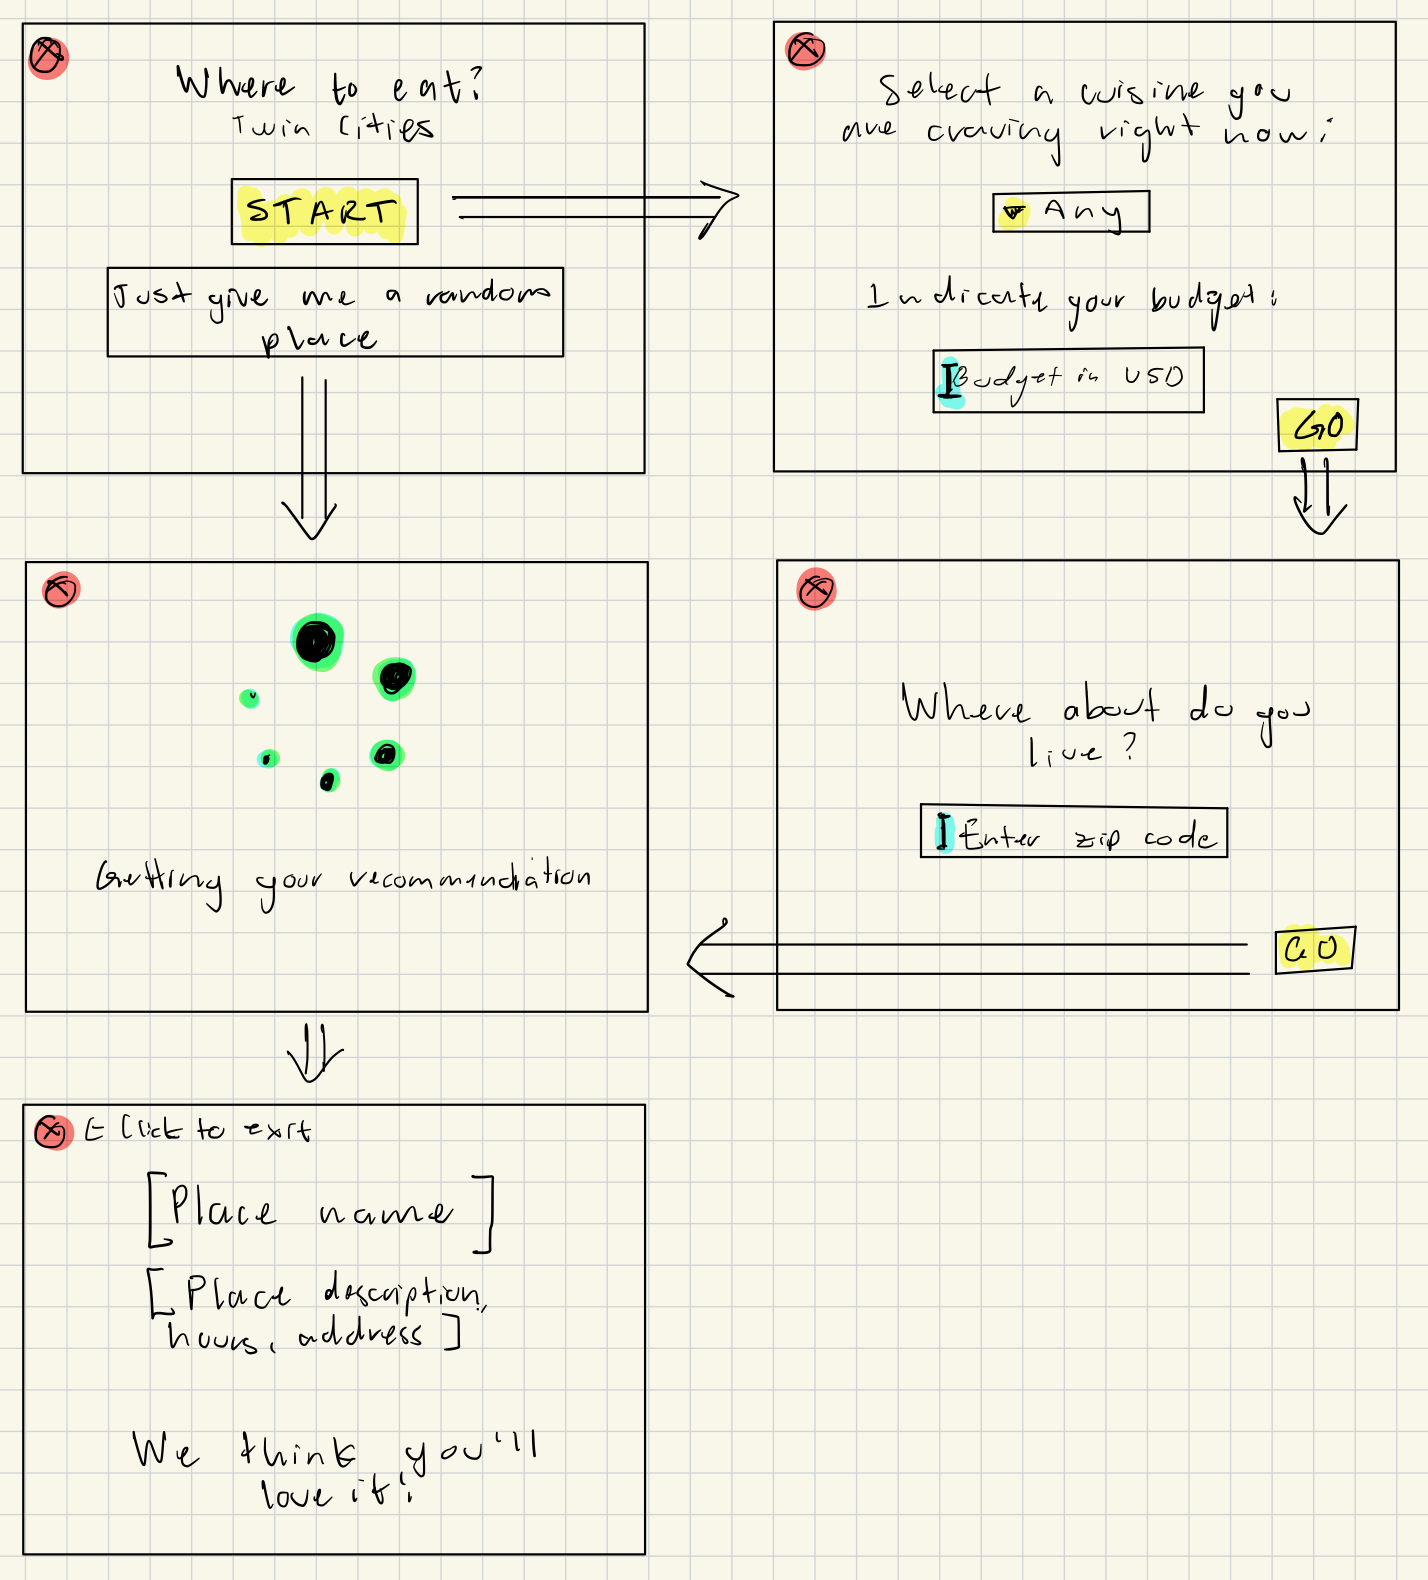 Where to eat?
Twin Cities
START
Just give me a random
place
Select a cuisine you
are craving right now:
Any
Indicate your budget:
Budget in USD
GO
Getting your recommendation
Where about do you
live?
Enter zip code
GO
Click to exit
[Place name]
[Place description,
hours, address]
We think you'll
love it!